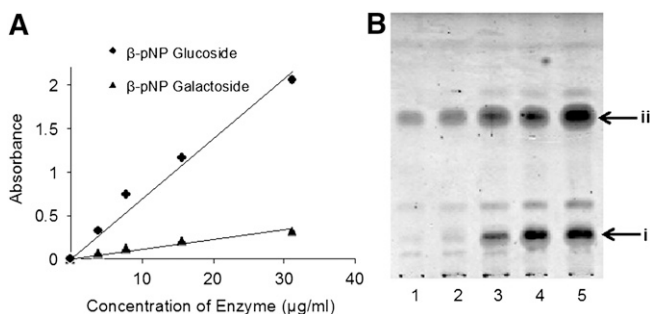 A
β-pNP Glucoside
β-pNP Galactoside
Absorbance
2
1.5
1
0.5
0
10
20
30
40
Concentration of Enzyme (µg/ml)
B
ii
i
1 2 3 4 5